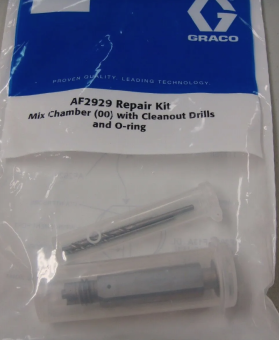 GRACO
PROVEN QUALITY. LEADING TECHNOLOGY.
AF2929 Repair Kit
Mix Chamber (00) with Cleanout Drills
and O-ring